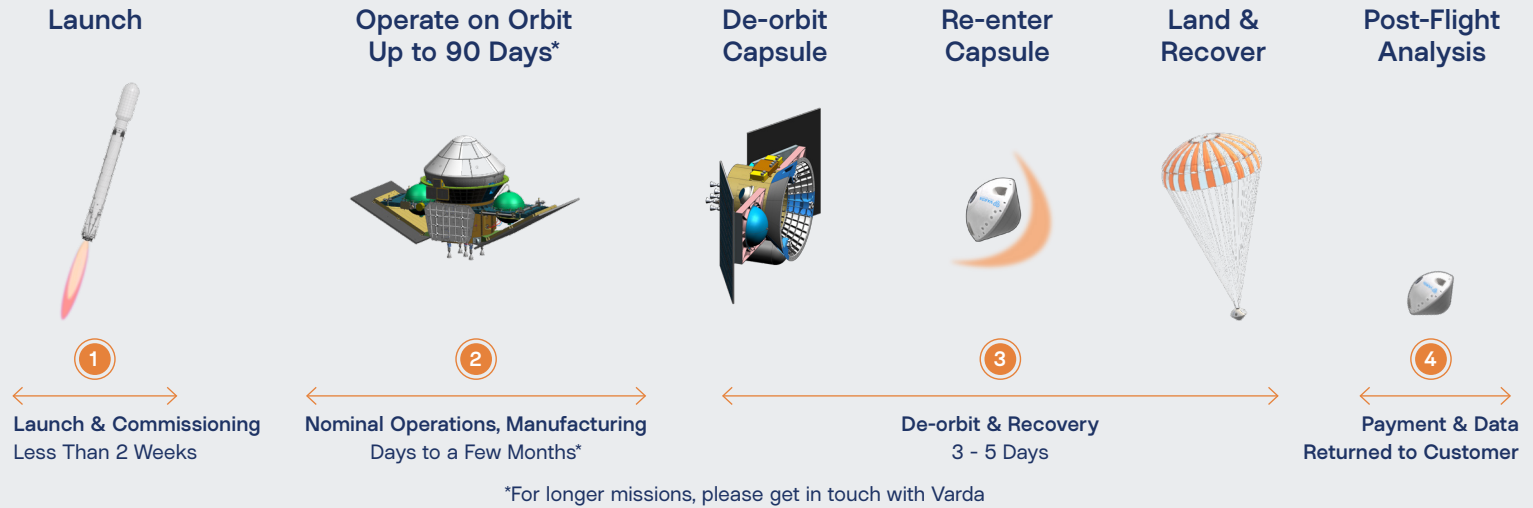 Launch
Operate on Orbit
Up to 90 Days*
De-orbit
Capsule
Re-enter
Capsule
Land &
Recover
Post-Flight
Analysis
1
2
3
4
Launch & Commissioning
Less Than 2 Weeks
Nominal Operations, Manufacturing
Days to a Few Months*
De-orbit & Recovery
3 - 5 Days
Payment & Data
Returned to Customer
*For longer missions, please get in touch with Varda